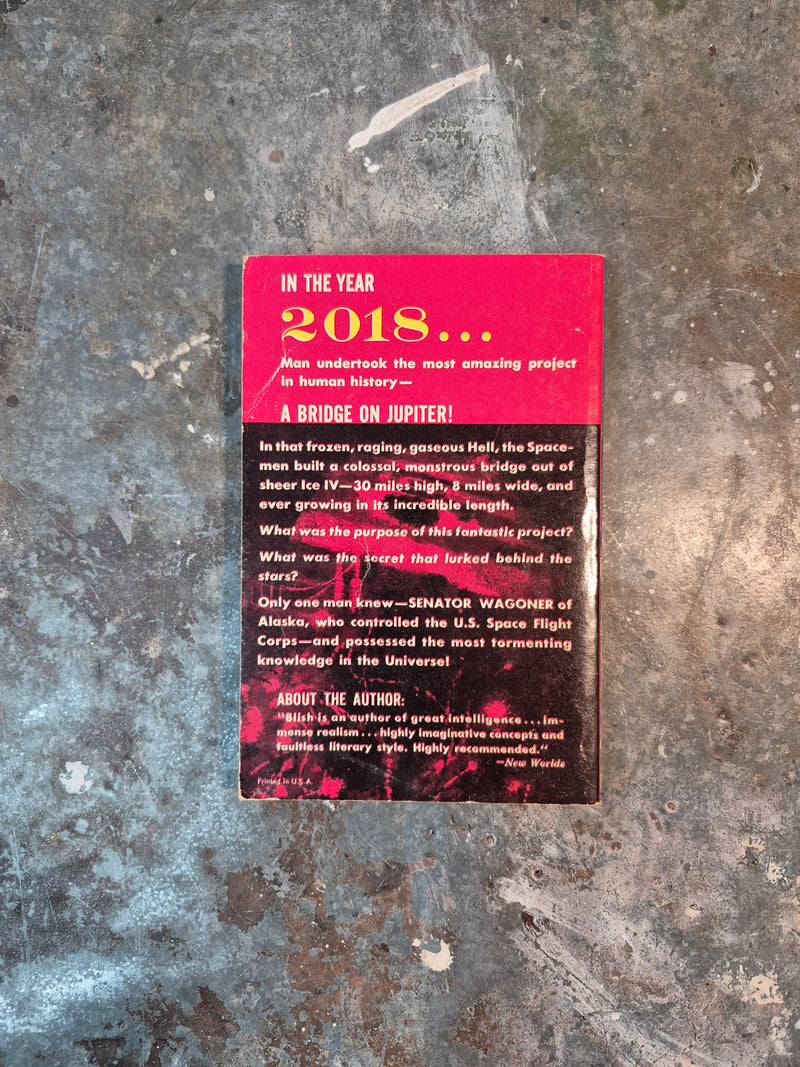 IN THE YEAR
2018...
Man undertook the most amazing project
in human history—
A BRIDGE ON JUPITER!
In that frozen, raging, gaseous Hell, the Space-
men built a colossal, monstrous bridge out of
sheer Ice IV—30 miles high, 8 miles wide, and
ever growing in its incredible length.
What was the purpose of this fantastic project?
What was the secret that lurked behind the
stars?
Only one man knew—SENATOR WAGONER of
Alaska, who controlled the U.S. Space Flight
Corps—and possessed the most tormenting
knowledge in the Universe!
ABOUT THE AUTHOR:
"Blish is an author of great intelligence... im-
mense realism... highly imaginative concepts and
faultless literary style. Highly recommended."
—New Worlds
Printed in U.S.A.